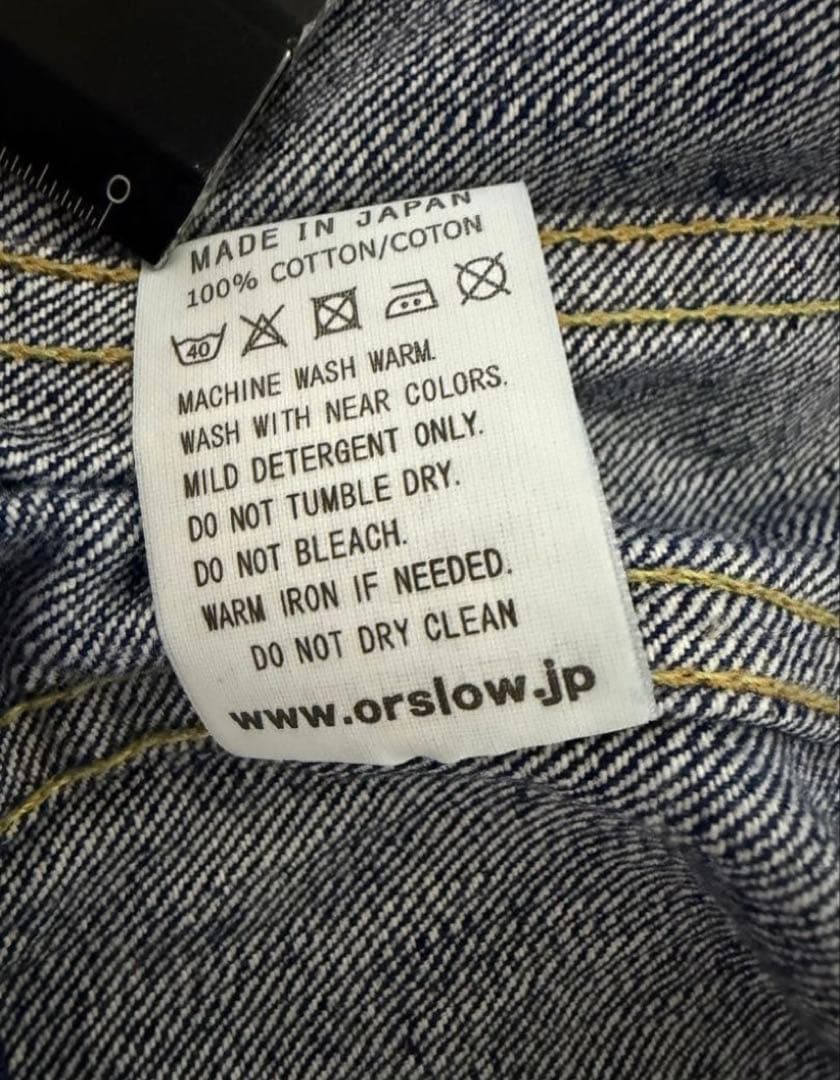 0
MADE IN JAPAN
100% COTTON/COTON
40
MACHINE WASH WARM.
WASH WITH NEAR COLORS.
MILD DETERGENT ONLY.
DO NOT TUMBLE DRY.
DO NOT BLEACH.
WARM IRON IF NEEDED.
DO NOT DRY CLEAN
www.orslow.jp